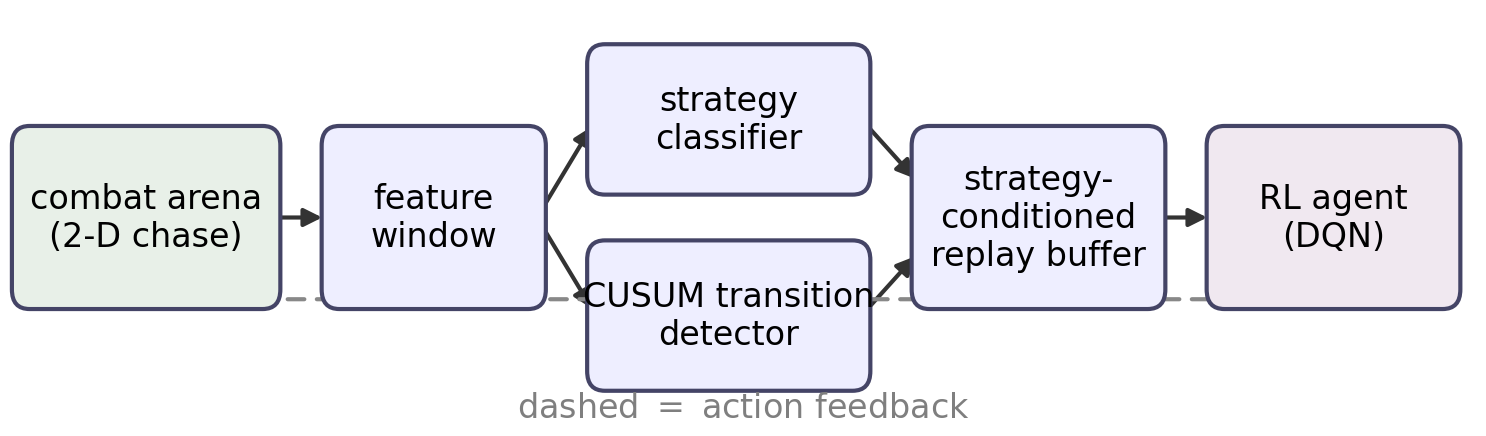 combat arena
(2-D chase)
feature
window
strategy
classifier
CUSUM transition
detector
strategy-
conditioned
replay buffer
RL agent
(DQN)
dashed = action feedback